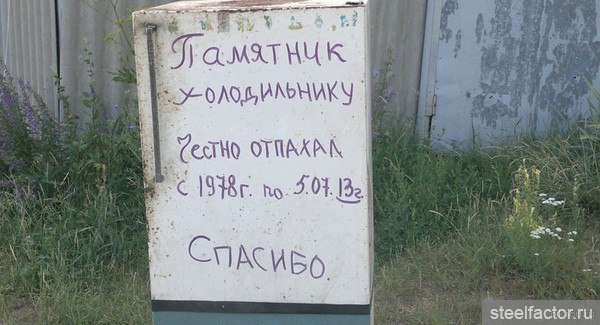 Памятник
холодильнику
Честно отпахал
с 1978г. по 5.07.13г.
Спасибо.
steelfactor.ru